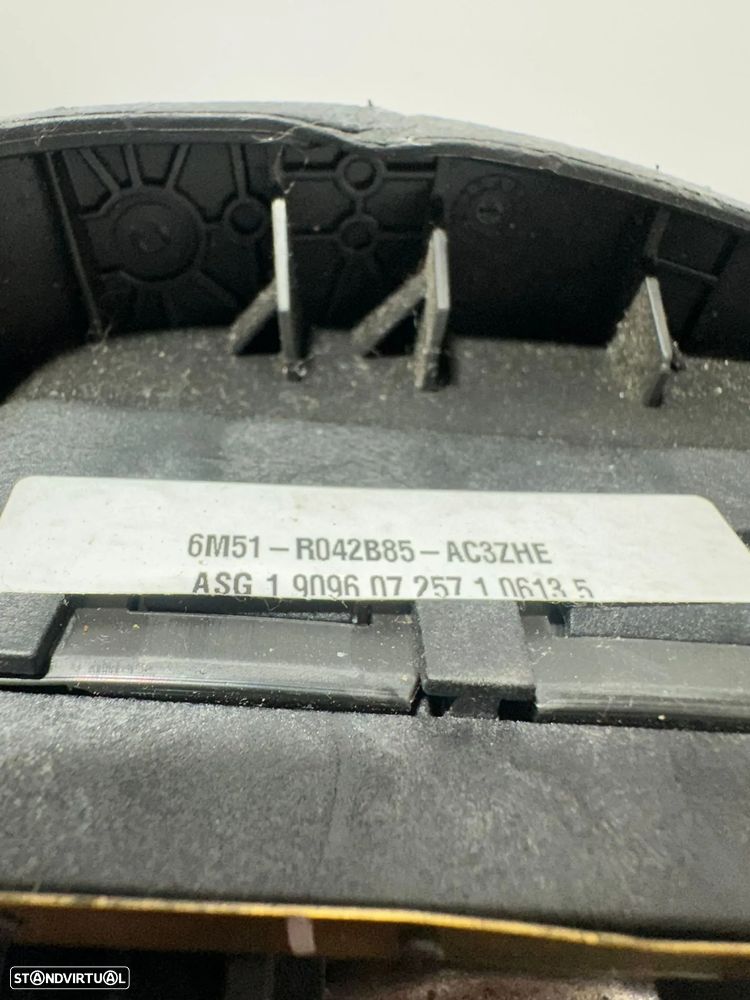 6M51-R042B85-AC3ZHE
ASG 1 9096 07 257 1 0613 5
STANDVIRTUAL